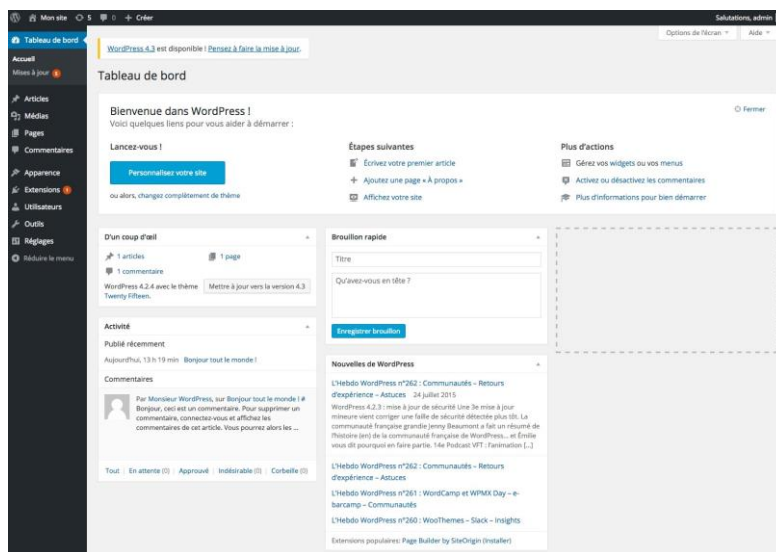 Mon site 5 0 + Créer
Salutations, admin
Options de l'écran
Aide
Tableau de bord
Accueil
Mises à jour
Articles
Médias
Pages
Commentaires
Apparence
Extensions
Utilisateurs
Outils
Réglages
Réduire le menu
WordPress 4.3 est disponible ! Pensez à faire la mise à jour.
Tableau de bord
Bienvenue dans WordPress !
Voici quelques liens pour vous aider à démarrer :
Fermer
Lancez-vous !
Personnalisez votre site
ou alors, changez complètement de thème
Étapes suivantes
Écrivez votre premier article
Ajoutez une page « À propos »
Affichez votre site
Plus d'actions
Gérez vos widgets ou vos menus
Activez ou désactivez les commentaires
Plus d'informations pour bien démarrer
D'un coup d'œil
1 articles
1 page
1 commentaire
WordPress 4.2.4 avec le thème
Twenty Fifteen.
Mettre à jour vers la version 4.3
Activité
Publié récemment
Aujourd'hui, 13 h 19 min Bonjour tout le monde !
Commentaires
Par Monsieur WordPress, sur Bonjour tout le monde ! #
Bonjour, ceci est un commentaire. Pour supprimer un
commentaire, connectez-vous et affichez les
commentaires de cet article. Vous pourrez alors les ...
Tout | En attente (0) | Approuvé | Indésirable (0) | Corbeille (0)
Brouillon rapide
Titre
Qu'avez-vous en tête ?
Enregistrer brouillon
Nouvelles de WordPress
L'Hebdo WordPress n°262 : Communautés – Retours
d'expérience – Astuces 24 juillet 2015
WordPress 4.2.3 : mise à jour de sécurité Une 3e mise à jour
mineure vient corriger une faille de sécurité détectée plus tôt. La
communauté française grandie Jenny Beaumont a fait un résumé de
l'histoire (en) de la communauté française de WordPress... et Émilie
vous dit pourquoi en faire partie. 14e Podcast VFT : l'animation [...]
L'Hebdo WordPress n°262 : Communautés – Retours
d'expérience – Astuces
L'Hebdo WordPress n°261 : WordCamp et WPMX Day – e-
barcamp – Communautés
L'Hebdo WordPress n°260 : WooThemes – Slack – Insights
Extensions populaires: Page Builder by SiteOrigin (Installer)